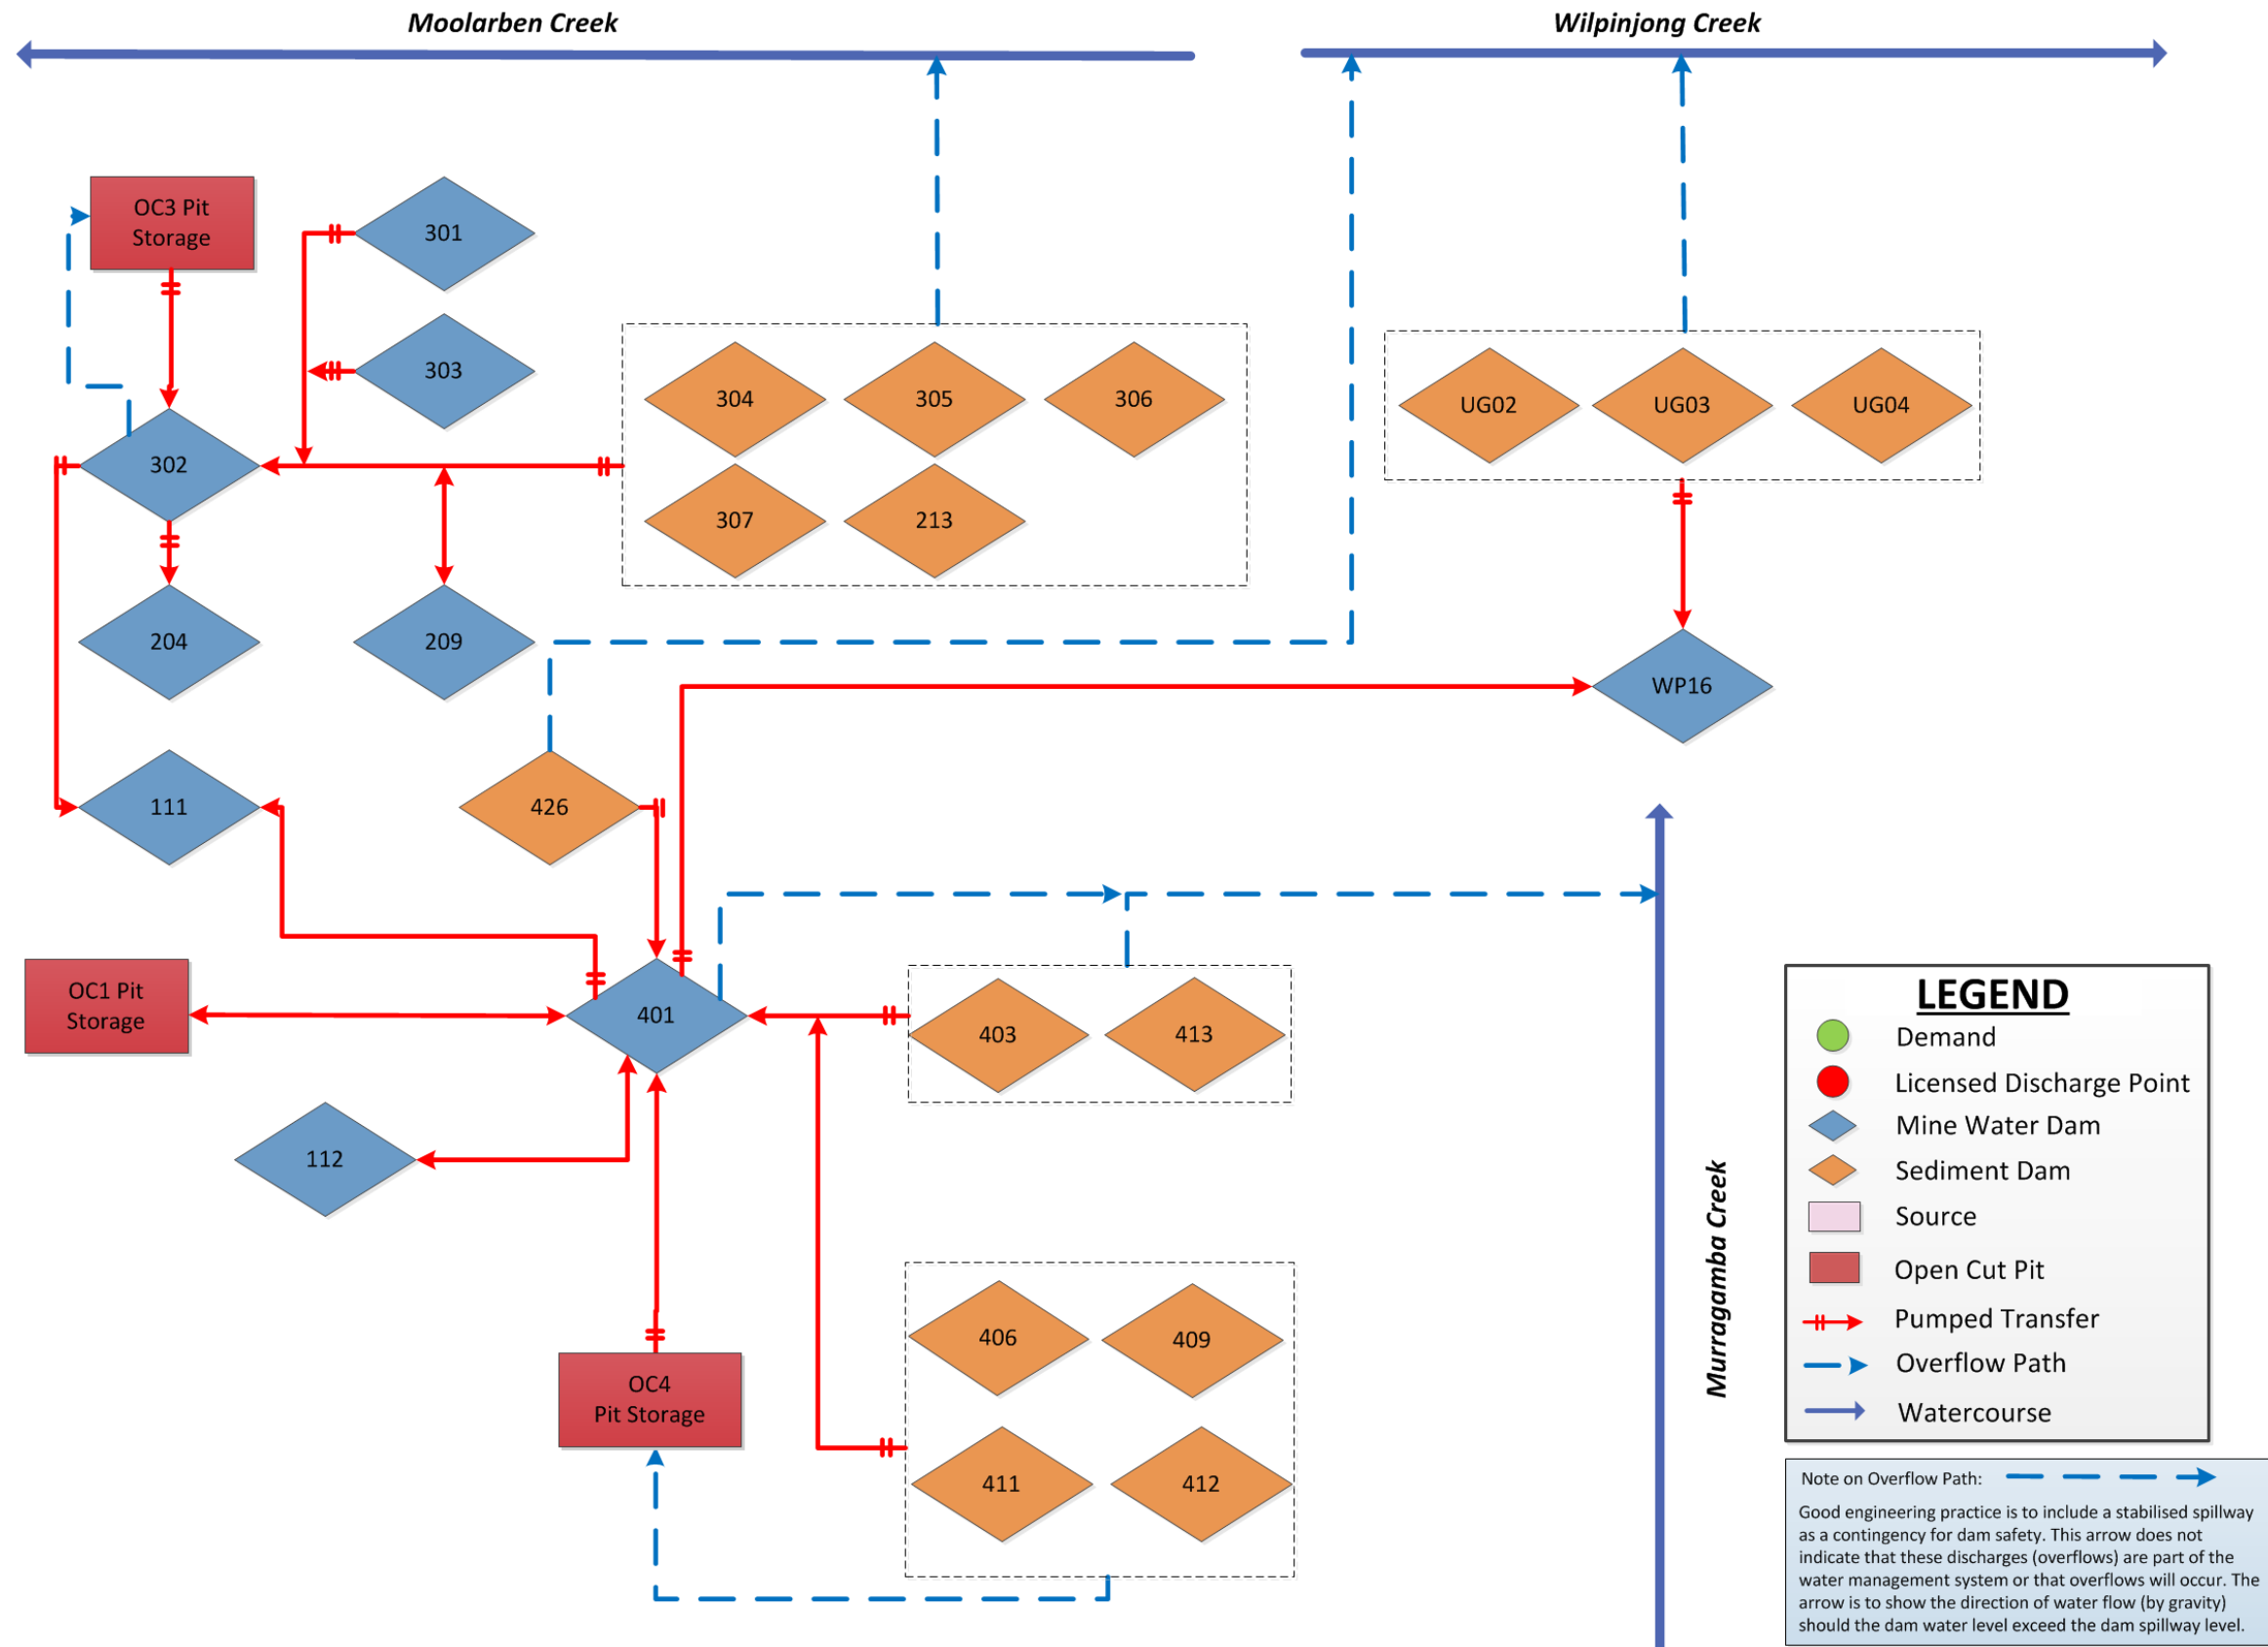 Moolarben Creek
Wilpinjong Creek
OC3 Pit
Storage
301
303
304
305
306
UG02
UG03
UG04
302
307
213
204
209
WP16
111
426
OC1 Pit
Storage
401
403
413
112
Murragamba Creek
406
409
OC4
Pit Storage
411
412
LEGEND
Demand
Licensed Discharge Point
Mine Water Dam
Sediment Dam
Source
Open Cut Pit
Pumped Transfer
Overflow Path
Watercourse
Note on Overflow Path:
Good engineering practice is to include a stabilised spillway
as a contingency for dam safety. This arrow does not
indicate that these discharges (overflows) are part of the
water management system or that overflows will occur. The
arrow is to show the direction of water flow (by gravity)
should the dam water level exceed the dam spillway level.